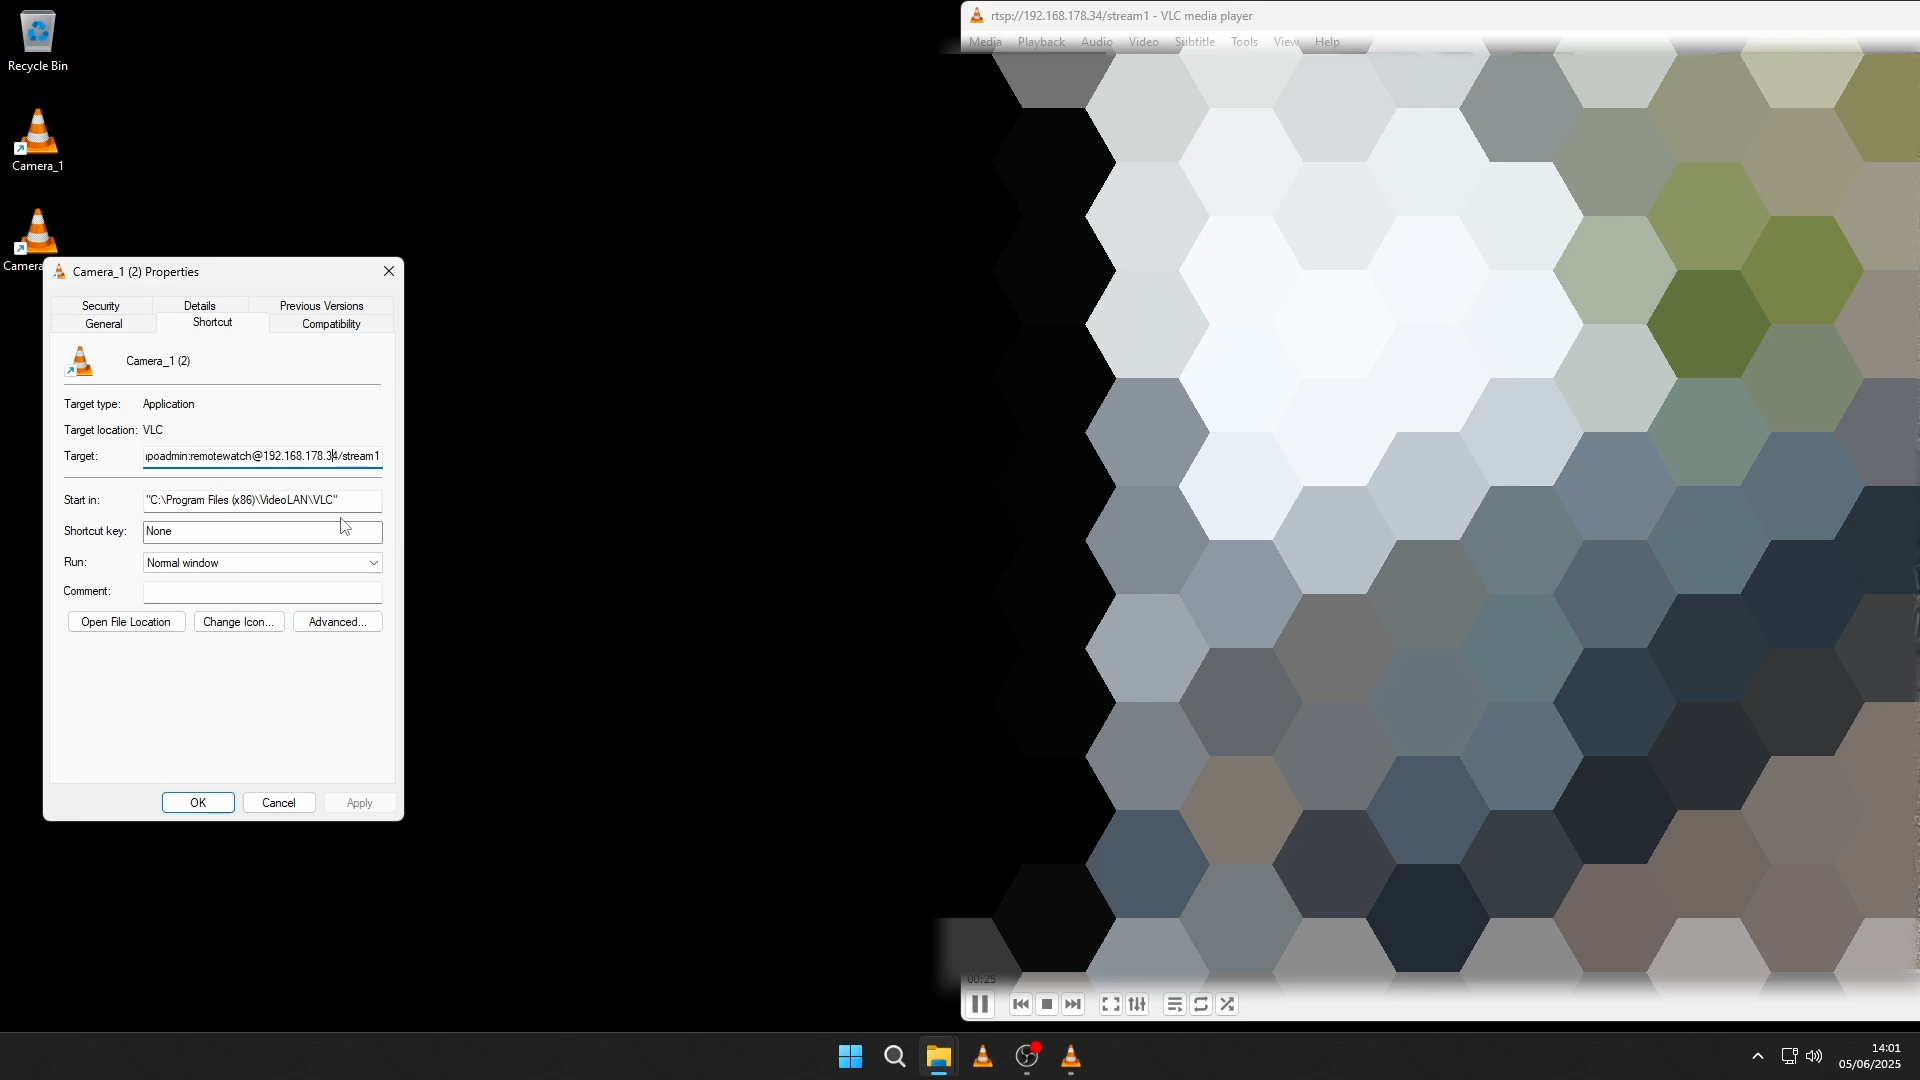 Recycle Bin
Camera_1
Camera
Camera_1 (2) Properties
Security
Details
Previous Versions
General
Shortcut
Compatibility
Camera_1 (2)
Target type:
Application
Target location:
VLC
Target:
poadmin:remotewatch@192.168.178.34/stream1
Start in:
"C:\Program Files (x86)\VideoLAN\VLC"
Shortcut key:
None
Run:
Normal window
Comment:
Open File Location
Change Icon...
Advanced...
OK
Cancel
Apply
rtsp://192.168.178.34/stream1 - VLC media player
Media Playback Audio Video Subtitle Tools View Help
00:25
14:01
05/06/2025